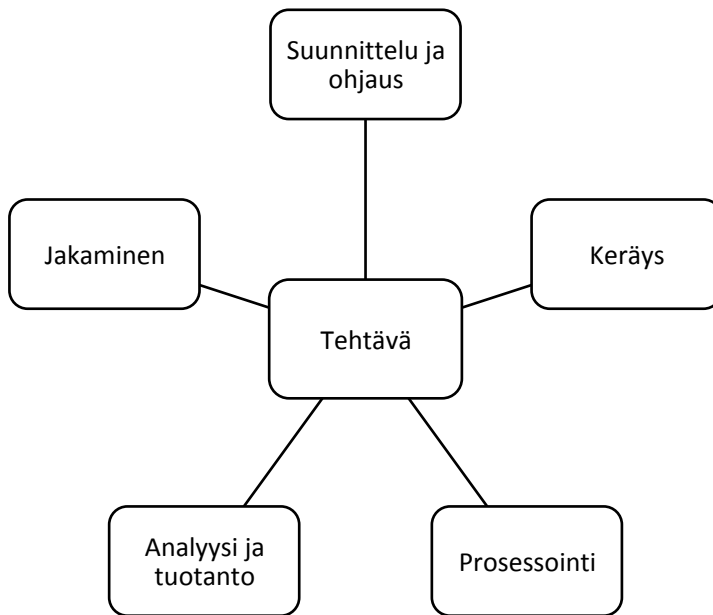 Suunnittelu ja
ohjaus
Jakaminen
Keräys
Tehtävä
Analyysi ja
tuotanto
Prosessointi